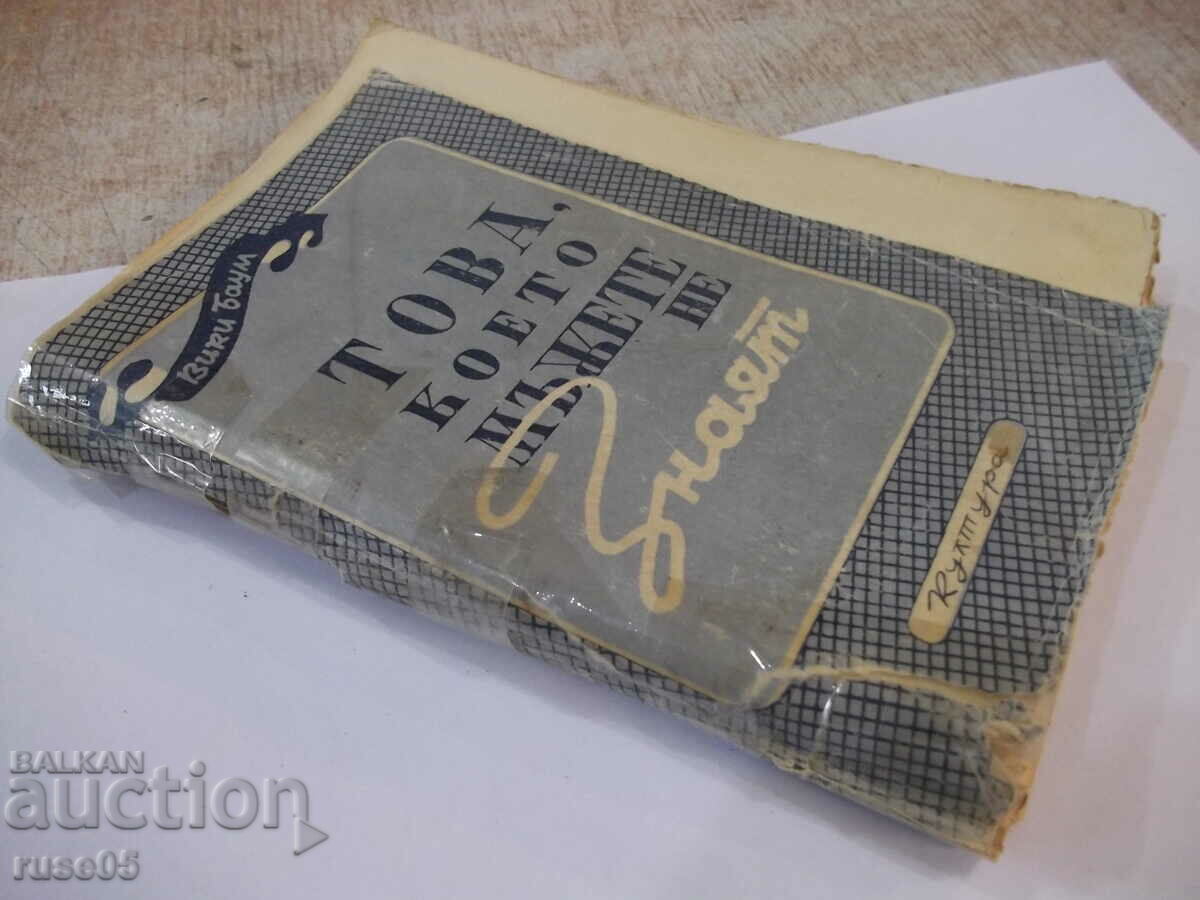 Вики Баум
ТОВА,
КОЕТО
МЪЖЕТЕ
НЕ
знаят
Култура
BALKAN
auction
ruse05